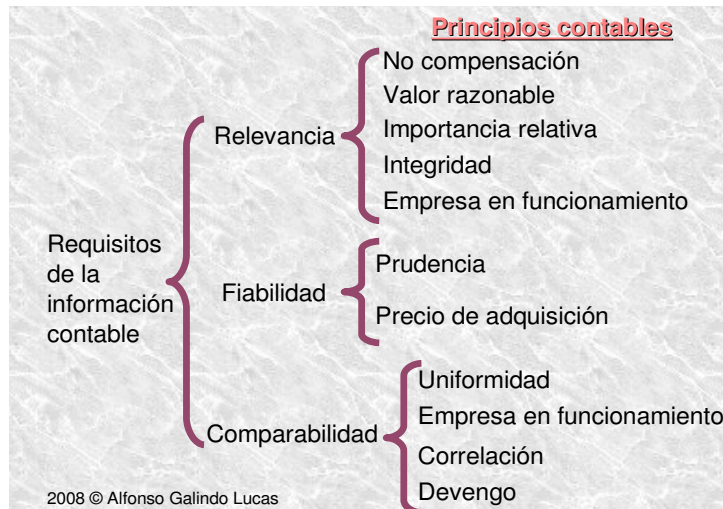 Principios contables
No compensación
Valor razonable
Relevancia
Importancia relativa
Integridad
Empresa en funcionamiento
Requisitos
de la
información
contable
Fiabilidad
Prudencia
Precio de adquisición
Uniformidad
Empresa en funcionamiento
Comparabilidad
Correlación
Devengo
2008 © Alfonso Galindo Lucas